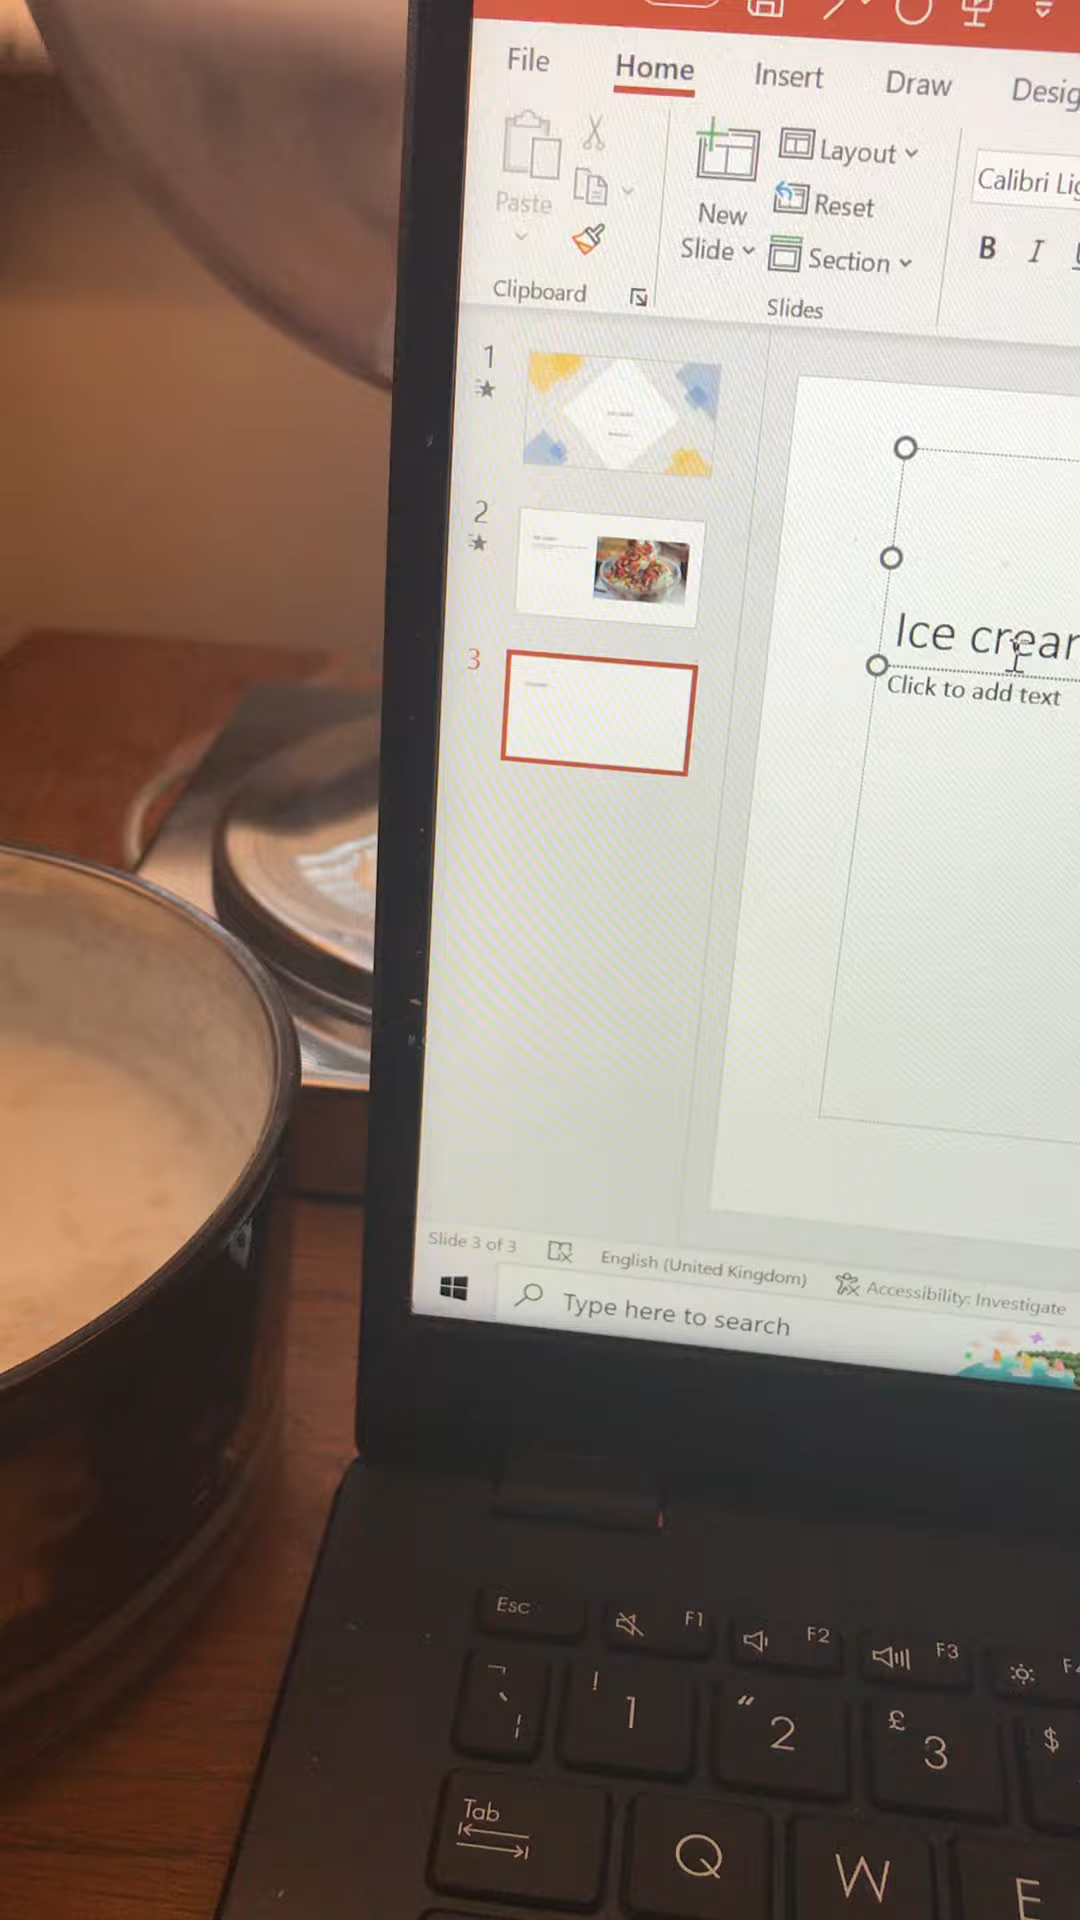 File Home Insert Draw
Paste
New Slide
Layout
Reset
Section
Calibri
B I
Clipboard
Slides
1
2
3
Ice
Click to add text
Slide 3 of 3 English (United Kingdom) Accessibility: Investigate
Type here to search
Esc F1 F2 F3
! 1 " 2 £ 3 $
Tab Q W E